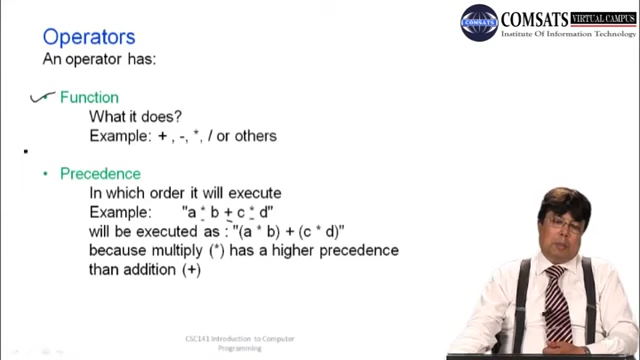 Operators
COMSATS
VIRTUAL CAMPUS
Institute Of Information Technology
An operator has:
• Function
What it does?
Example: + , -, *, / or others
• Precedence
In which order it will execute
Example: "a * b + c * d"
will be executed as : "(a * b) + (c * d)"
because multiply (*) has a higher precedence
than addition (+)
CSC141 Introduction to Computer
Programming